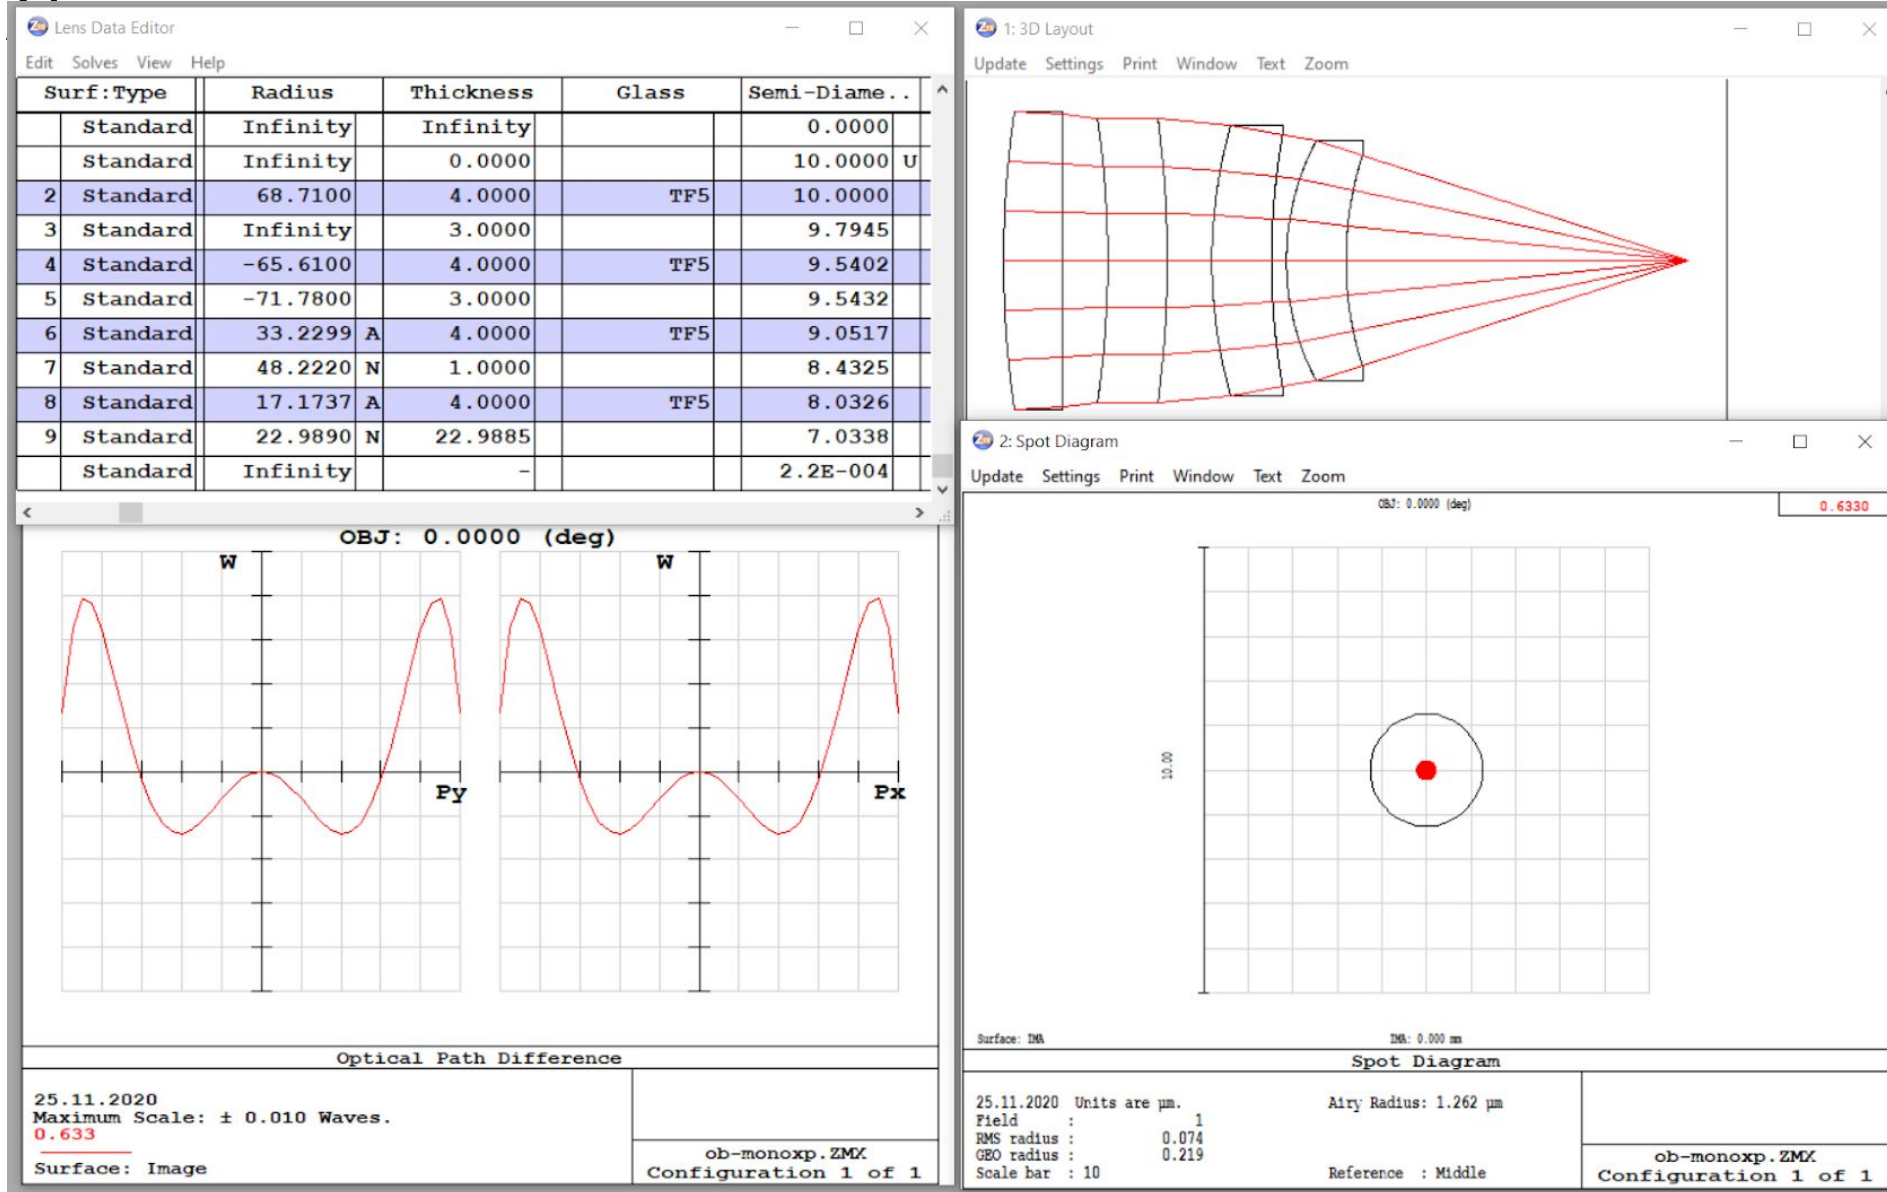 Lens Data Editor
Edit Solves View Help
Surf:Type Radius Thickness Glass Semi-Diame..
Standard Infinity Infinity 0.0000
Standard Infinity 0.0000 10.0000 U
2 Standard 68.7100 4.0000 TF5 10.0000
3 Standard Infinity 3.0000 9.7945
4 Standard -65.6100 4.0000 TF5 9.5402
5 Standard -71.7800 3.0000 9.5432
6 Standard 33.2299 A 4.0000 TF5 9.0517
7 Standard 48.2220 N 1.0000 8.4325
8 Standard 17.1737 A 4.0000 TF5 8.0326
9 Standard 22.9890 N 22.9885 7.0338
Standard Infinity - 2.2E-004
1: 3D Layout
Update Settings Print Window Text Zoom
OBJ: 0.0000 (deg)
W W
Py Px
Optical Path Difference
25.11.2020
Maximum Scale: ± 0.010 Waves.
0.633
Surface: Image
ob-monoxp.ZMX
Configuration 1 of 1
2: Spot Diagram
Update Settings Print Window Text Zoom
OBJ: 0.0000 (deg)
0.6330
10.00
Surface: IMA
IMA: 0.000 mm
Spot Diagram
25.11.2020 Units are µm. Airy Radius: 1.262 µm
Field : 1
RMS radius : 0.074
GEO radius : 0.219
Scale bar : 10 Reference : Middle
ob-monoxp.ZMX
Configuration 1 of 1